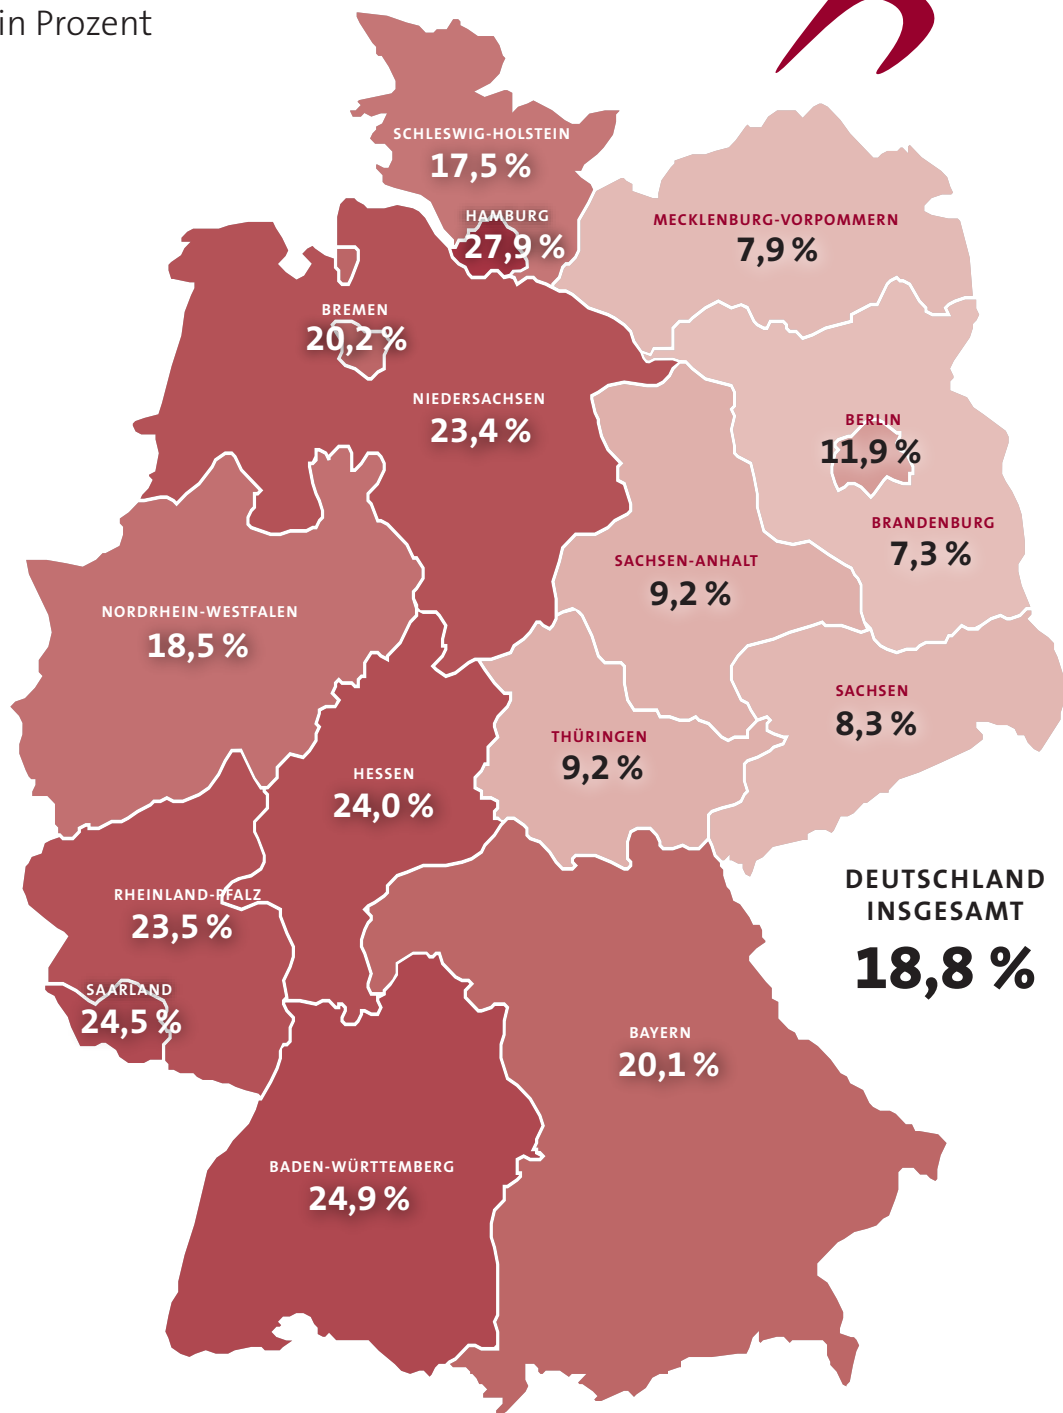 in Prozent
SCHLESWIG-HOLSTEIN
17,5 %
HAMBURG
27,9 %
MECKLENBURG-VORPOMMERN
7,9 %
BREMEN
20,2 %
NIEDERSACHSEN
23,4 %
BERLIN
11,9 %
BRANDENBURG
7,3 %
SACHSEN-ANHALT
9,2 %
NORDRHEIN-WESTFALEN
18,5 %
SACHSEN
8,3 %
THÜRINGEN
9,2 %
HESSEN
24,0 %
RHEINLAND-PFALZ
23,5 %
DEUTSCHLAND
INSGESAMT
18,8 %
SAARLAND
24,5 %
BAYERN
20,1 %
BADEN-WÜRTTEMBERG
24,9 %